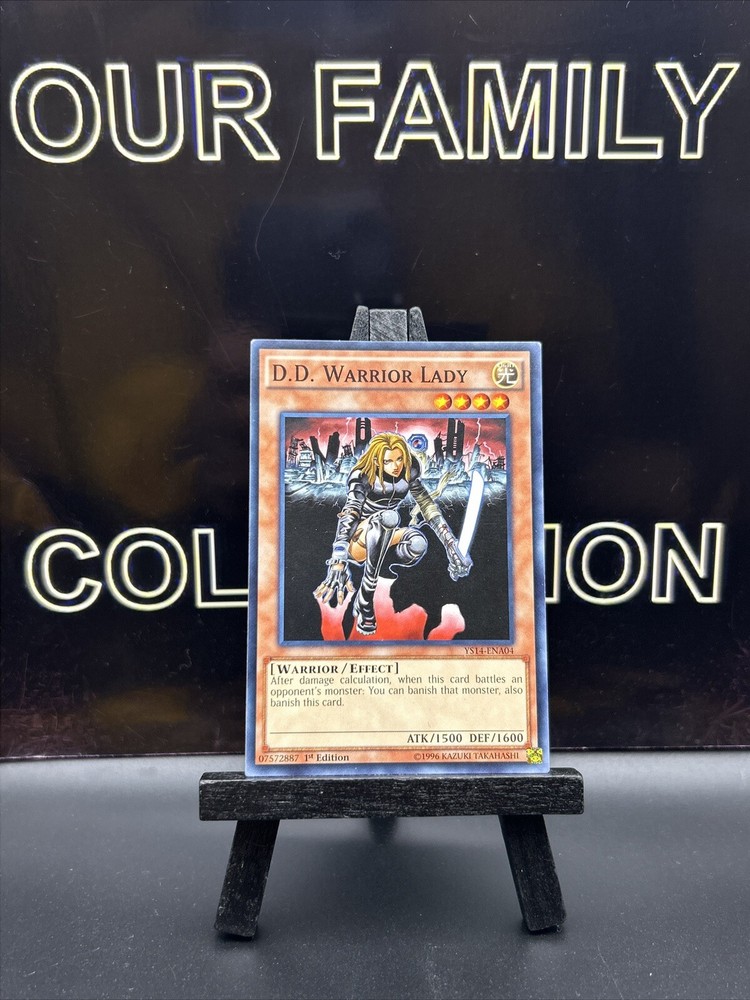 OUR FAMILY
COL ION
D.D. WARRIOR LADY
光
YS14-ENA04
[WARRIOR/EFFECT]
After damage calculation, when this card battles an
opponent's monster: You can banish that monster, also
banish this card.
ATK/1500 DEF/1600
07572887 1st Edition
©1996 KAZUKI TAKAHASHI